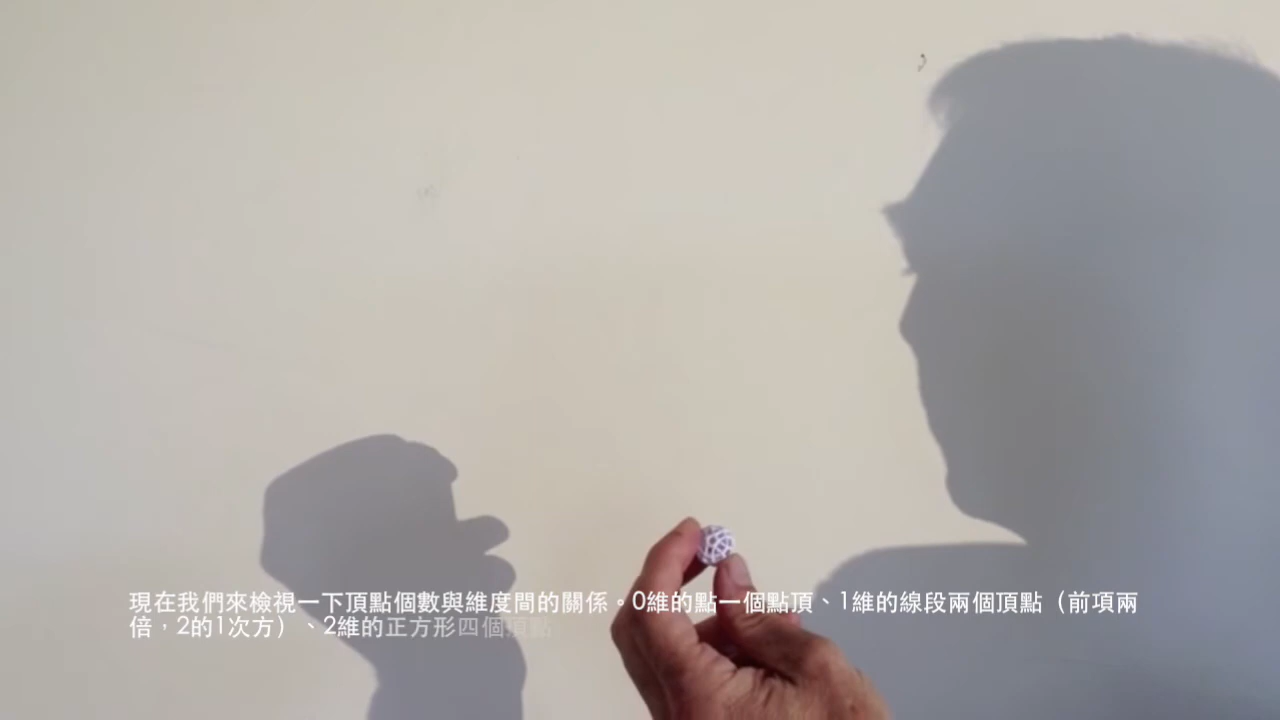 現在我們來檢視一下頂點個數與維度間的關係。0維的點一個點頂、1維的線段兩個頂點（前項兩
倍，2的1次方）、2維的正方形四個頂點